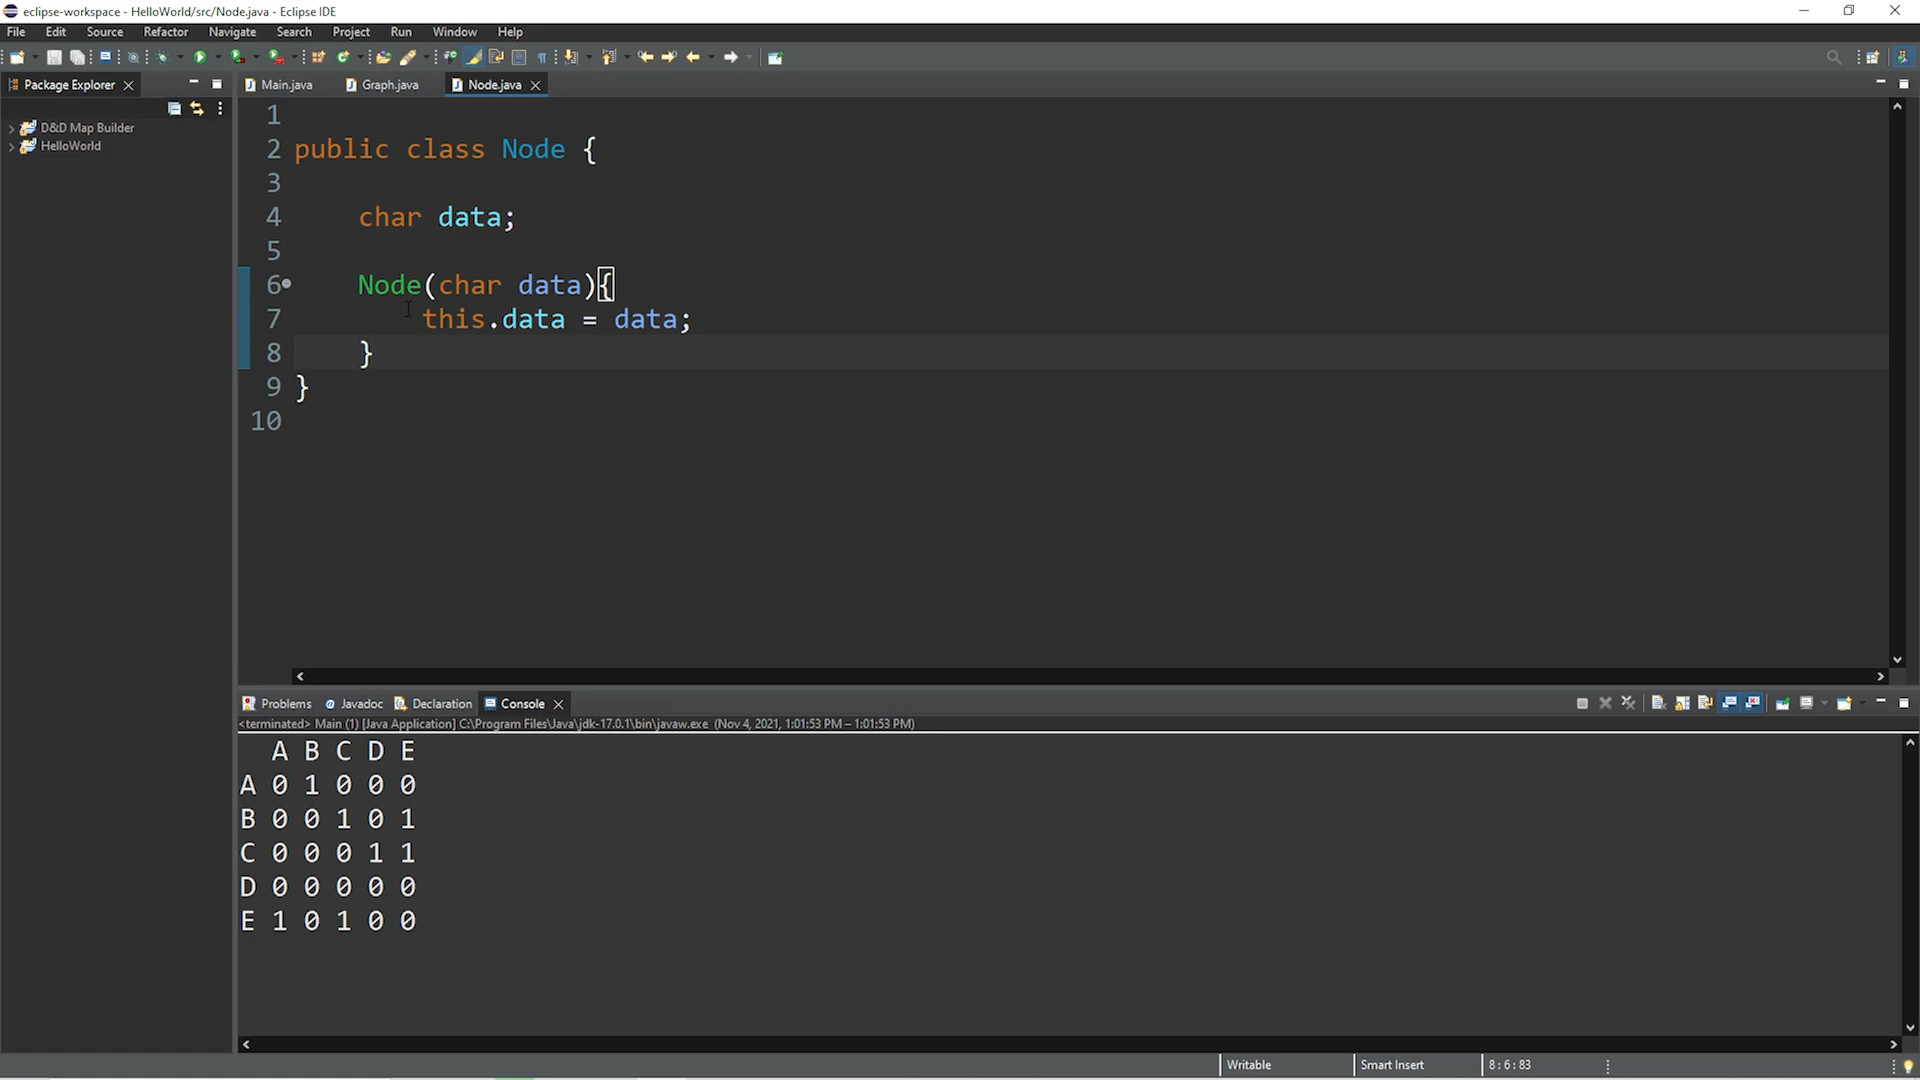 eclipse-workspace - HelloWorld/src/Node.java - Eclipse IDE
File Edit Source Refactor Navigate Search Project Run Window Help
Package Explorer
Main.java Graph.java Node.java
D&D Map Builder
HelloWorld
1
2 public class Node {
3
4 char data;
5
6 Node(char data){
7 this.data = data;
8 }
9 }
10
Problems Javadoc Declaration Console
<terminated> Main (1) [Java Application] C:\Program Files\Java\jdk-17.0.1\bin\javaw.exe (Nov 4, 2021, 1:01:53 PM – 1:01:53 PM)
A B C D E
A 0 1 0 0 0
B 0 0 1 0 1
C 0 0 0 1 1
D 0 0 0 0 0
E 1 0 1 0 0
Writable Smart Insert 8 : 6 : 83